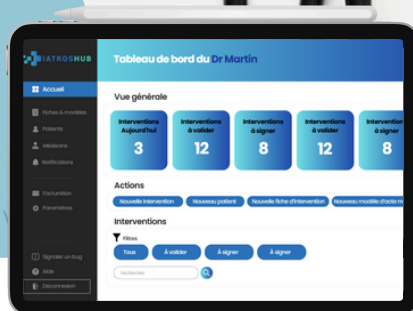 IATROSHUB
Tableau de bord du Dr Martin
Accueil
Fiches & modèles
Patients
Médecins
Notifications
Facturation
Paramètres
Signaler un bug
Aide
Déconnexion
Vue générale
Interventions
Aujourd'hui
3
Interventions
à valider
12
Interventions
à signer
8
Interventions
à valider
12
Interventions
à signer
8
Actions
Nouvelle intervention
Nouveau patient
Nouvelle fiche d'intervention
Nouveau modèle d'acte m
Interventions
Filtres
Tous
À valider
À signer
À signer
Rechercher